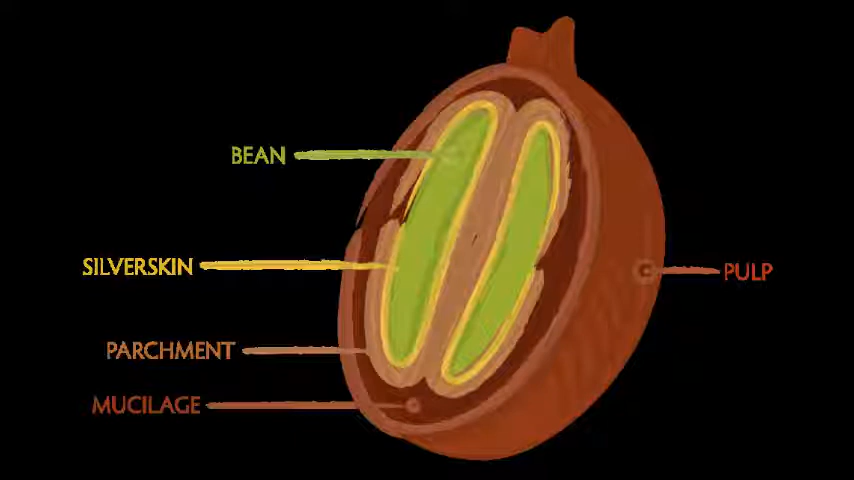 BEAN
SILVERSKIN
PULP
PARCHMENT
MUCILAGE